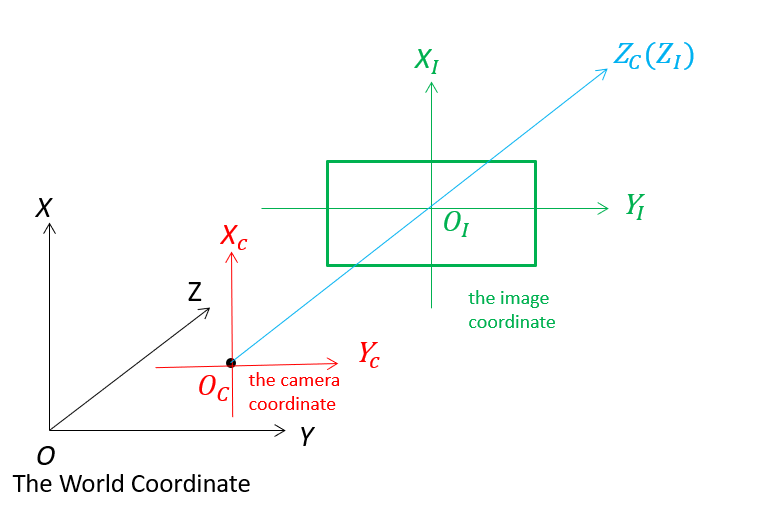 X_I
Z_C(Z_I)
Y_I
O_I
X
X_c
Z
the image
coordinate
Y_c
O_C
the camera
coordinate
Y
O
The World Coordinate